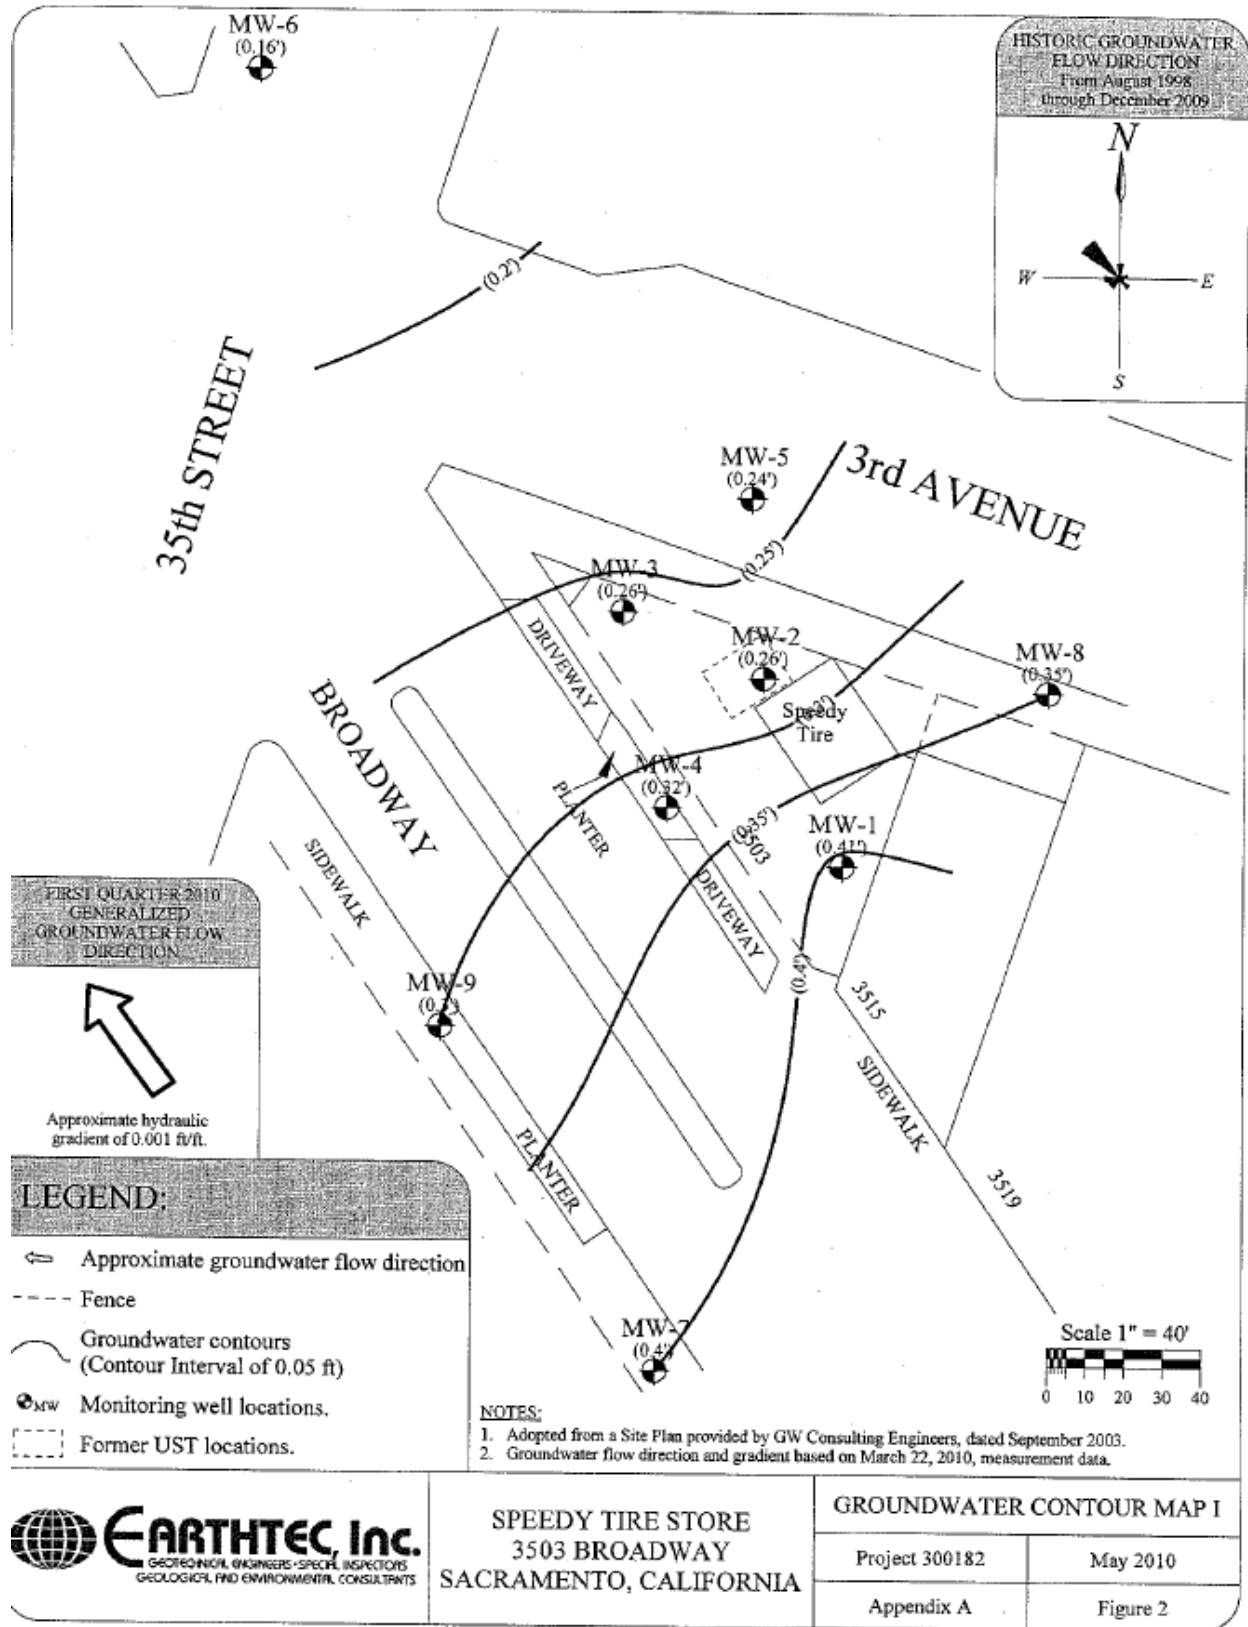 MW-6
(0.16')
HISTORIC GROUNDWATER
FLOW DIRECTION
From August 1998
through December 2009
N
W
E
S
(0.2')
35th STREET
MW-5
(0.24')
3rd AVENUE
(0.25')
MW-3
(0.26')
DRIVEWAY
MW-2
(0.26')
MW-8
(0.35')
Speedy
Tire
BROADWAY
MW-4
(0.32')
PLANTER
(0.35')
3503
MW-1
(0.41')
SIDEWALK
DRIVEWAY
FIRST QUARTER 2010
GENERALIZED
GROUNDWATER FLOW
DIRECTION
MW-9
(0.3')
(0.4')
3515
SIDEWALK
Approximate hydraulic
gradient of 0.001 ft/ft.
PLANTER
3519
LEGEND:
Approximate groundwater flow direction
Fence
Groundwater contours
(Contour Interval of 0.05 ft)
MW Monitoring well locations.
Former UST locations.
MW-7
(0.4')
Scale 1" = 40'
0 10 20 30 40
NOTES:
1. Adopted from a Site Plan provided by GW Consulting Engineers, dated September 2003.
2. Groundwater flow direction and gradient based on March 22, 2010, measurement data.
EARTHTEC, Inc.
GEOTECHNICAL ENGINEERS • SPECIAL INSPECTORS
GEOLOGICAL AND ENVIRONMENTAL CONSULTANTS
SPEEDY TIRE STORE
3503 BROADWAY
SACRAMENTO, CALIFORNIA
GROUNDWATER CONTOUR MAP I
Project 300182
May 2010
Appendix A
Figure 2